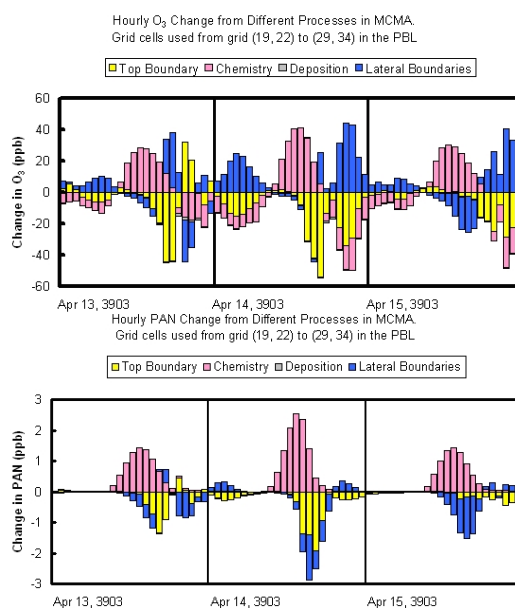 Hourly O3 Change from Different Processes in MCMA.
Grid cells used from grid (19, 22) to (29, 34) in the PBL
Top Boundary Chemistry Deposition Lateral Boundaries
Change in O3 (ppb)
60
40
20
0
-20
-40
-60
Apr 13, 3903 Apr 14, 3903 Apr 15, 3903
Hourly PAN Change from Different Processes in MCMA.
Grid cells used from grid (19, 22) to (29, 34) in the PBL
Top Boundary Chemistry Deposition Lateral Boundaries
Change in PAN (ppb)
3
2
1
0
-1
-2
-3
Apr 13, 3903 Apr 14, 3903 Apr 15, 3903